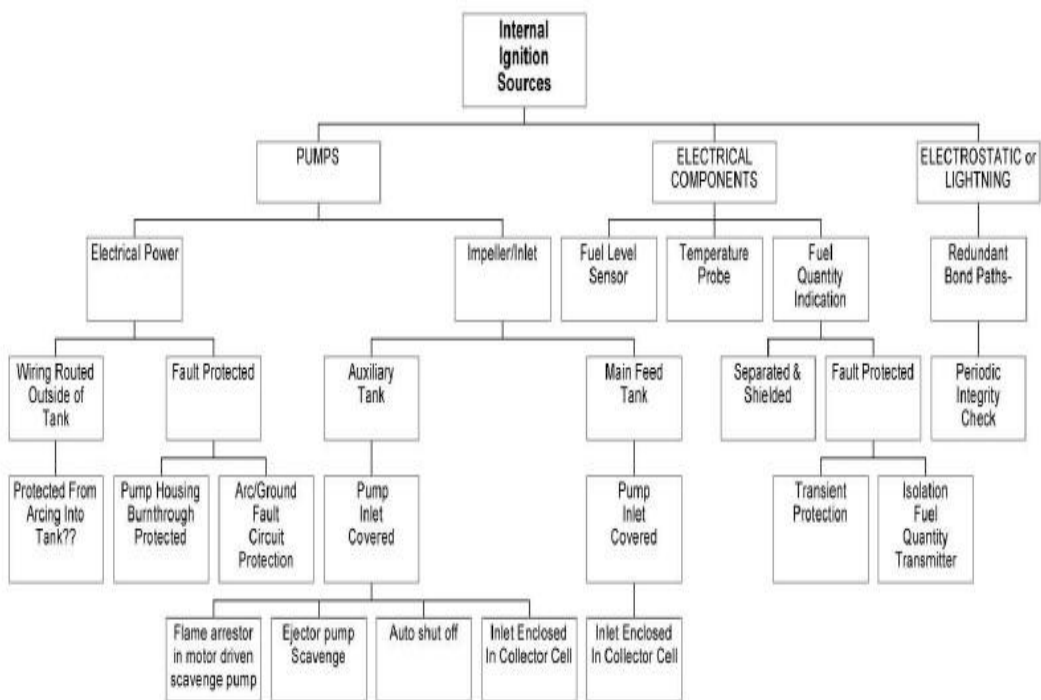 Internal
Ignition
Sources
PUMPS
ELECTRICAL
COMPONENTS
ELECTROSTATIC or
LIGHTNING
Electrical Power
Impeller/Inlet
Fuel Level
Sensor
Temperature
Probe
Fuel
Quantity
Indication
Redundant
Bond Paths-
Wiring Routed
Outside of
Tank
Fault Protected
Auxiliary
Tank
Main Feed
Tank
Separated &
Shielded
Fault Protected
Periodic
Integrity
Check
Protected From
Arcing Into
Tank??
Pump Housing
Burnthrough
Protected
Arc/Ground
Fault
Circuit
Protection
Pump
Inlet
Covered
Pump
Inlet
Covered
Transient
Protection
Isolation
Fuel
Quantity
Transmitter
Flame arrestor
in motor driven
scavenge pump
Ejector pump
Scavenge
Auto shut off
Inlet Enclosed
In Collector Cell
Inlet Enclosed
In Collector Cell